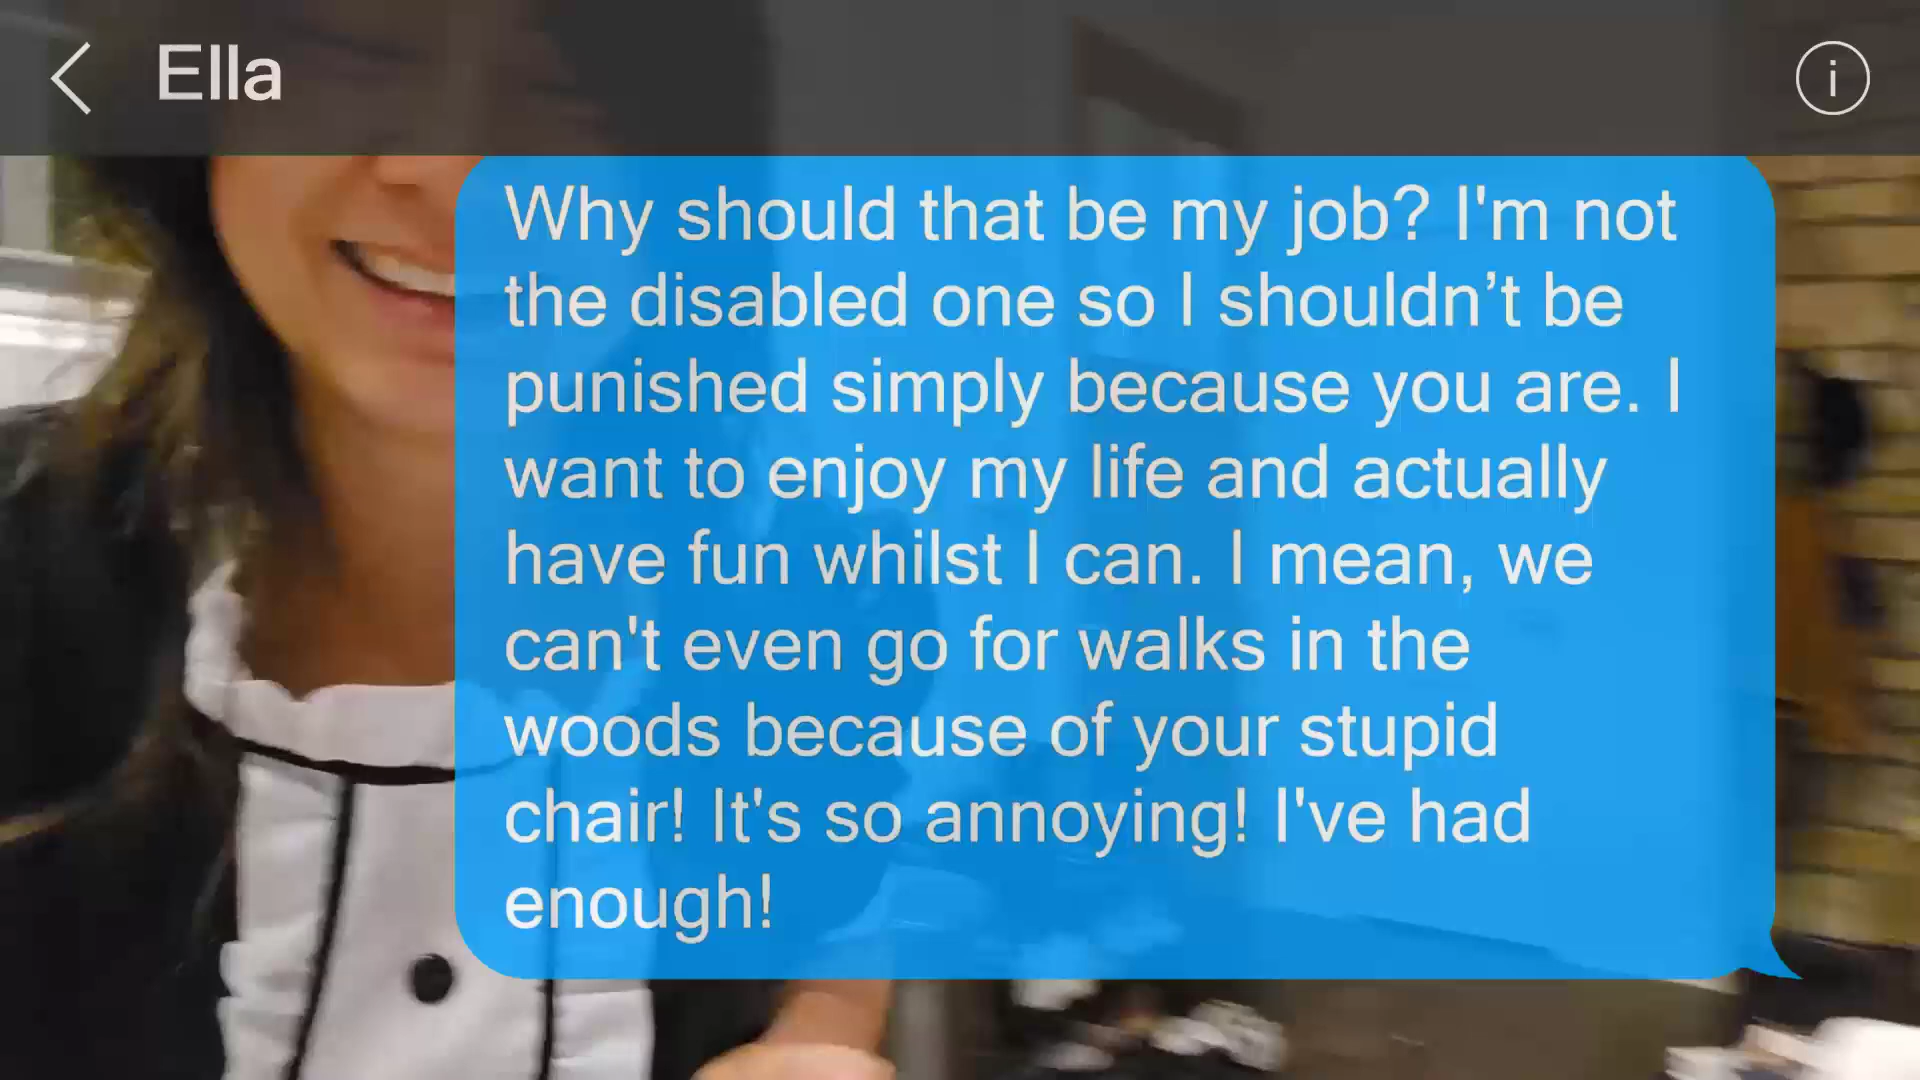 Ella
i
Why should that be my job? I'm not
the disabled one so I shouldn’t be
punished simply because you are. I
want to enjoy my life and actually
have fun whilst I can. I mean, we
can't even go for walks in the
woods because of your stupid
chair! It's so annoying! I've had
enough!